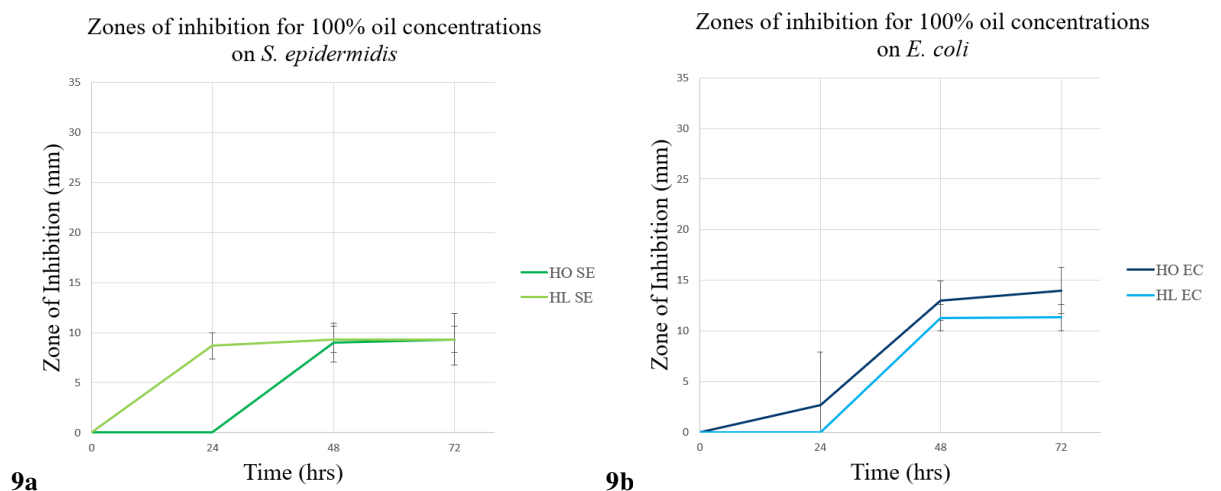 Zones of inhibition for 100% oil concentrations
on S. epidermidis
35
30
25
20
15
10
5
0
Zone of Inhibition (mm)
0 24 48 72
Time (hrs)
HO SE
HL SE
9a
Zones of inhibition for 100% oil concentrations
on E. coli
35
30
25
20
15
10
5
0
Zone of Inhibition (mm)
0 24 48 72
Time (hrs)
HO EC
HL EC
9b